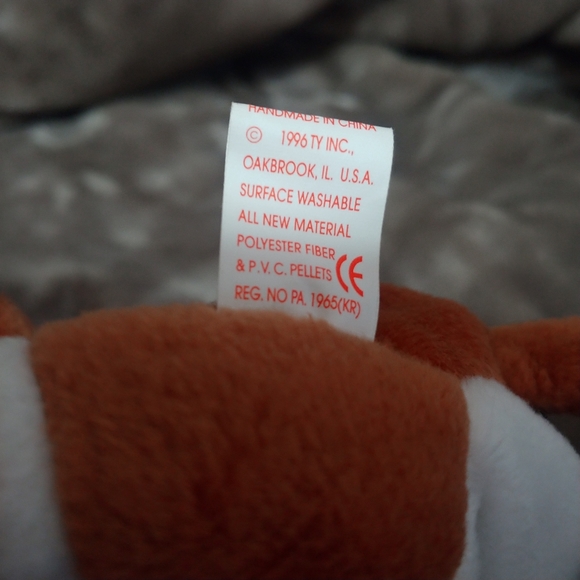 HANDMADE IN CHINA
© 1996 TY INC.,
OAKBROOK, IL. U.S.A.
SURFACE WASHABLE
ALL NEW MATERIAL
POLYESTER FIBER
& P.V.C. PELLETS CE
REG. NO PA. 1965(KR)